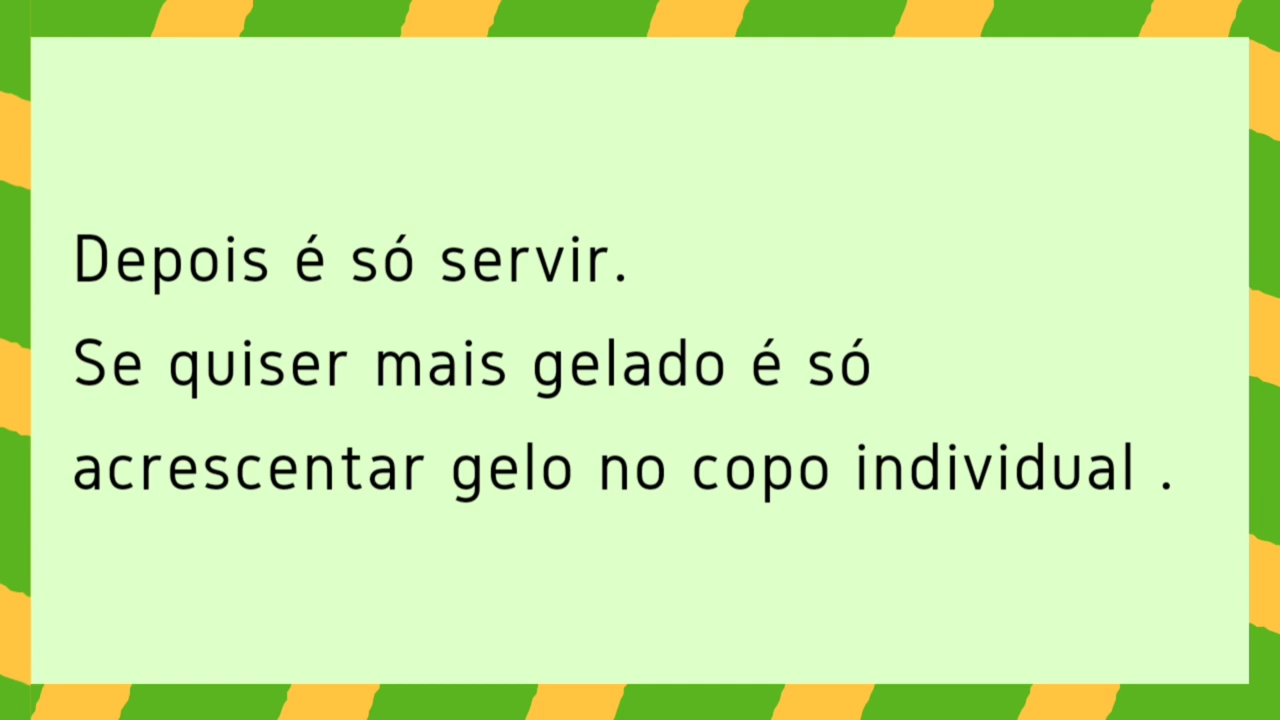 Depois é só servir.
Se quiser mais gelado é só
acrescentar gelo no copo individual .